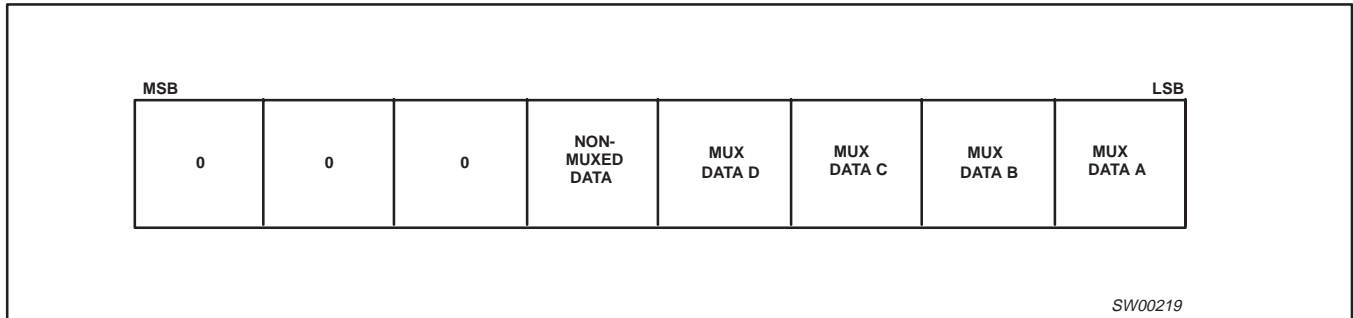 MSB
LSB
0
0
0
NON-
MUXED
DATA
MUX
DATA D
MUX
DATA C
MUX
DATA B
MUX
DATA A
SW00219